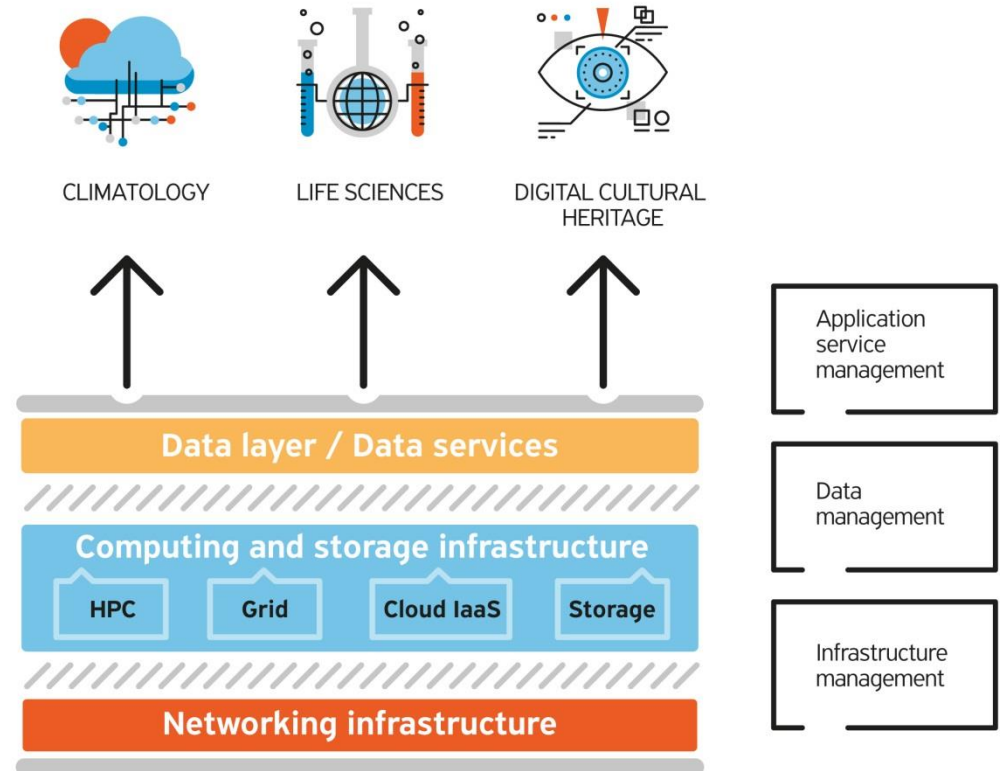 CLIMATOLOGY
LIFE SCIENCES
DIGITAL CULTURAL
HERITAGE
Application
service
management
Data layer / Data services
Data
management
Computing and storage infrastructure
HPC
Grid
Cloud IaaS
Storage
Infrastructure
management
Networking infrastructure